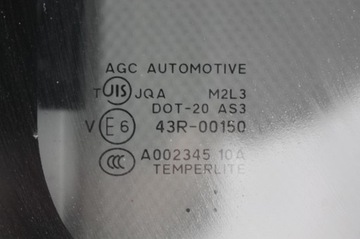 AGC AUTOMOTIVE
T JIS JQA M2L3
DOT-20 AS3
V E6 43R-00150
CCC A002345 10A
TEMPERLITE